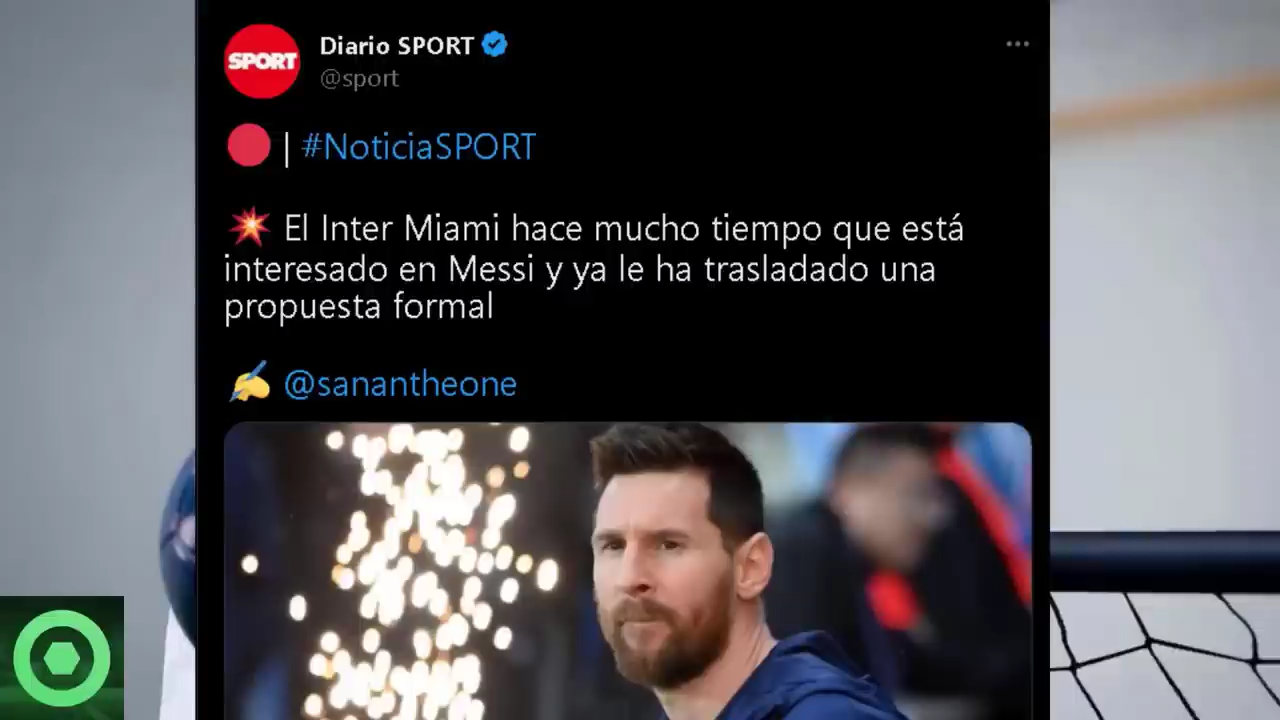 SPORT
Diario SPORT
@sport
| #NoticiaSPORT
El Inter Miami hace mucho tiempo que está
interesado en Messi y ya le ha trasladado una
propuesta formal
@sanantheone